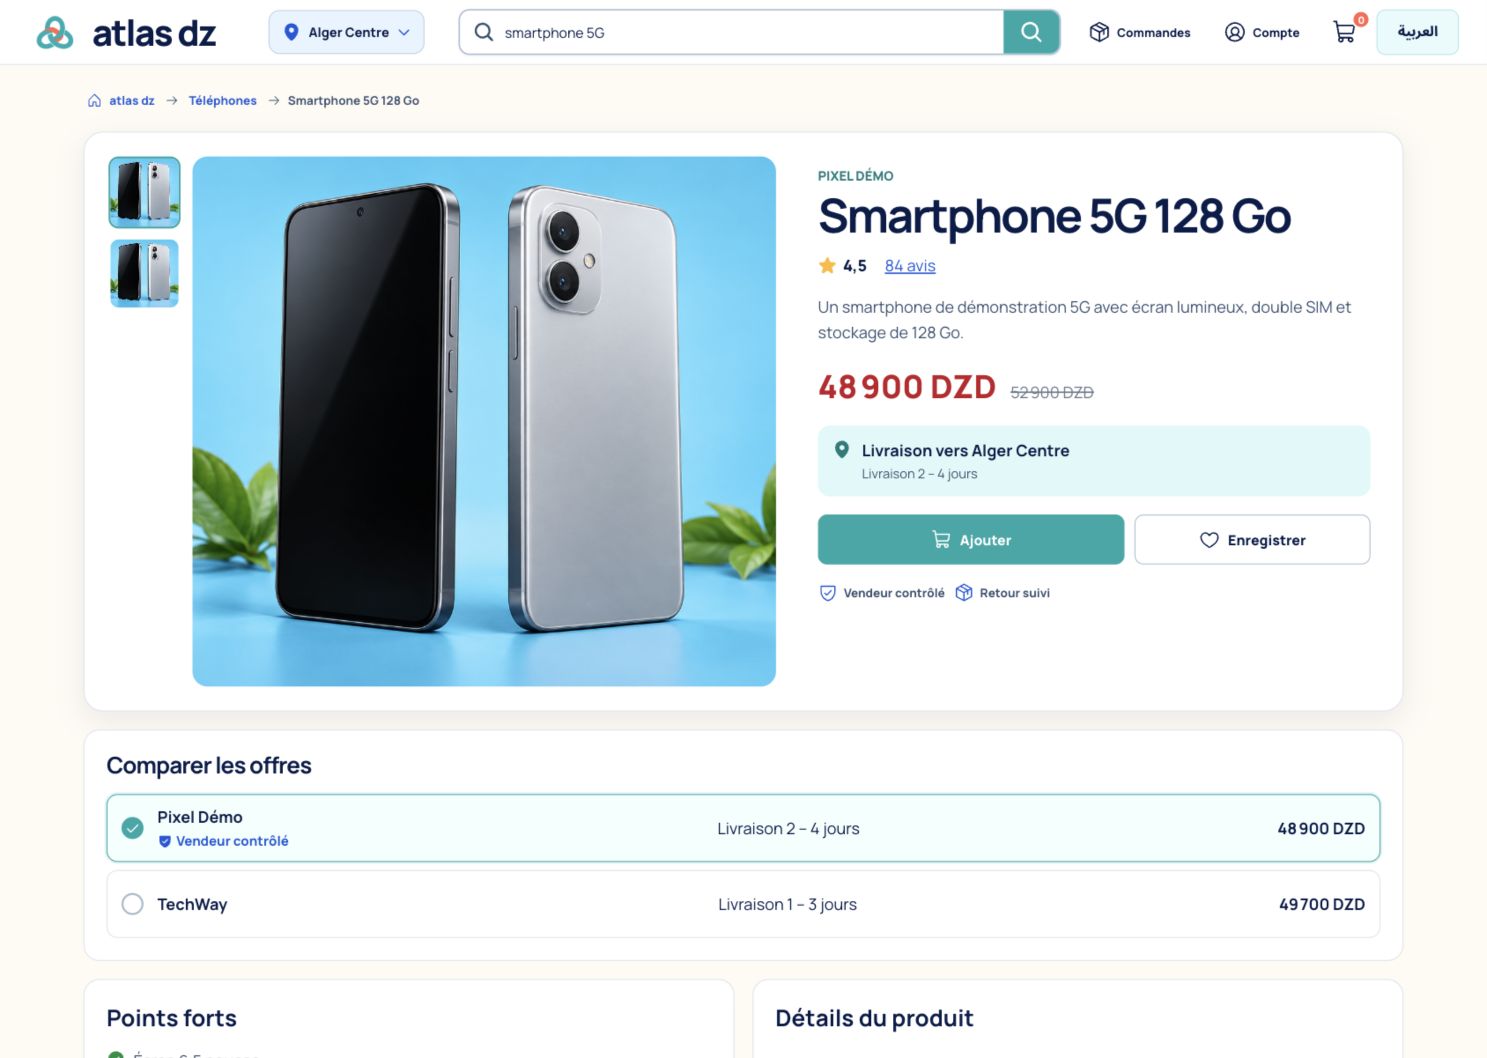 atlas dz
Alger Centre
smartphone 5G
Commandes
Compte
0
العربية
atlas dz → Téléphones → Smartphone 5G 128 Go
PIXEL DÉMO
Smartphone 5G 128 Go
4,5 84 avis
Un smartphone de démonstration 5G avec écran lumineux, double SIM et
stockage de 128 Go.
48 900 DZD 52 900 DZD
Livraison vers Alger Centre
Livraison 2 – 4 jours
Ajouter
Enregistrer
Vendeur contrôlé
Retour suivi
Comparer les offres
Pixel Démo
Vendeur contrôlé
Livraison 2 – 4 jours
48 900 DZD
TechWay
Livraison 1 – 3 jours
49 700 DZD
Points forts
Détails du produit